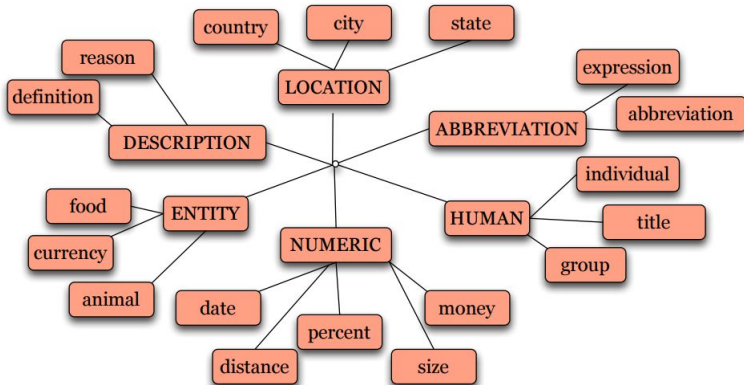 country
city
state
LOCATION
reason
definition
DESCRIPTION
expression
abbreviation
ABBREVIATION
individual
title
group
HUMAN
food
currency
animal
ENTITY
NUMERIC
date
distance
percent
size
money